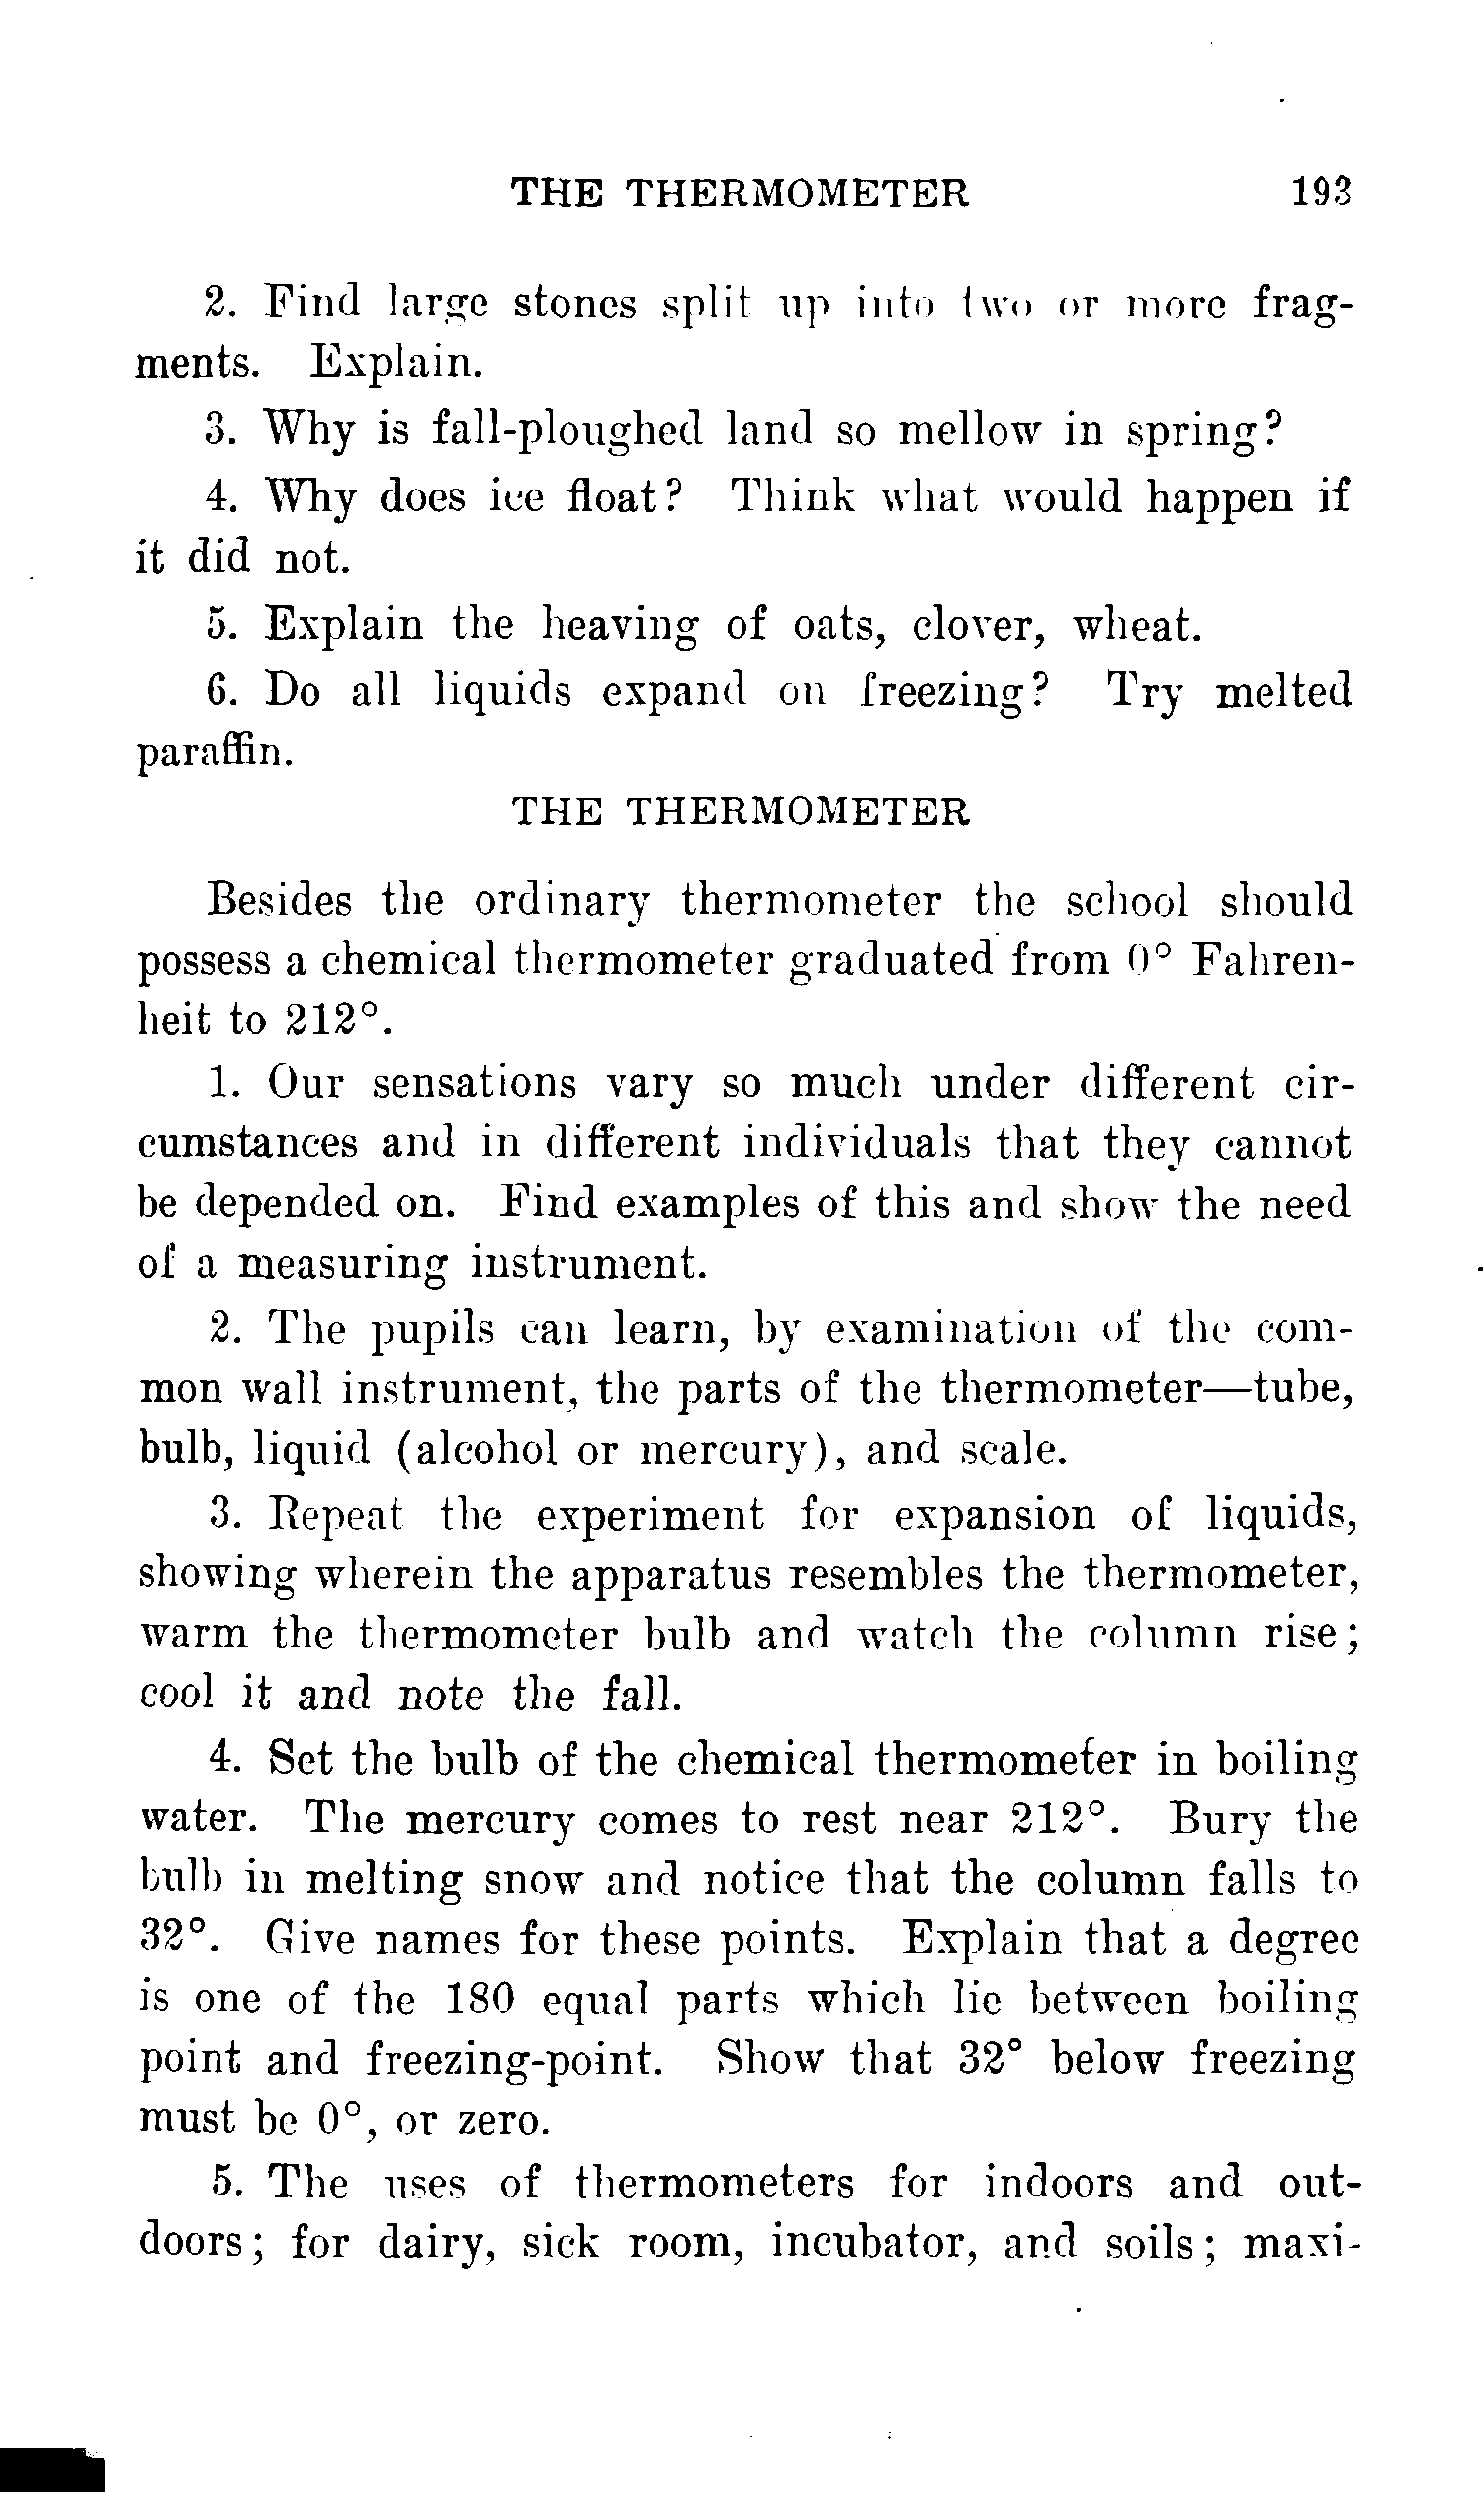 THE THERMOMETER 193
2. Find large stones split up into two or more frag-
ments. Explain.
3. Why is fall-ploughed land so mellow in spring?
4. Why does ice float? Think what would happen if
it did not.
5. Explain the heaving of oats, clover, wheat.
6. Do all liquids expand on freezing? Try melted
paraffin.
THE THERMOMETER
Besides the ordinary thermometer the school should
possess a chemical thermometer graduated from 0° Fahren-
heit to 212°.
1. Our sensations vary so much under different cir-
cumstances and in different individuals that they cannot
be depended on. Find examples of this and show the need
of a measuring instrument.
2. The pupils can learn, by examination of the com-
mon wall instrument, the parts of the thermometer—tube,
bulb, liquid (alcohol or mercury), and scale.
3. Repeat the experiment for expansion of liquids,
showing wherein the apparatus resembles the thermometer,
warm the thermometer bulb and watch the column rise;
cool it and note the fall.
4. Set the bulb of the chemical thermometer in boiling
water. The mercury comes to rest near 212°. Bury the
bulb in melting snow and notice that the column falls to
32°. Give names for these points. Explain that a degree
is one of the 180 equal parts which lie between boiling
point and freezing-point. Show that 32° below freezing
must be 0°, or zero.
5. The uses of thermometers for indoors and out-
doors; for dairy, sick room, incubator, and soils; maxi-